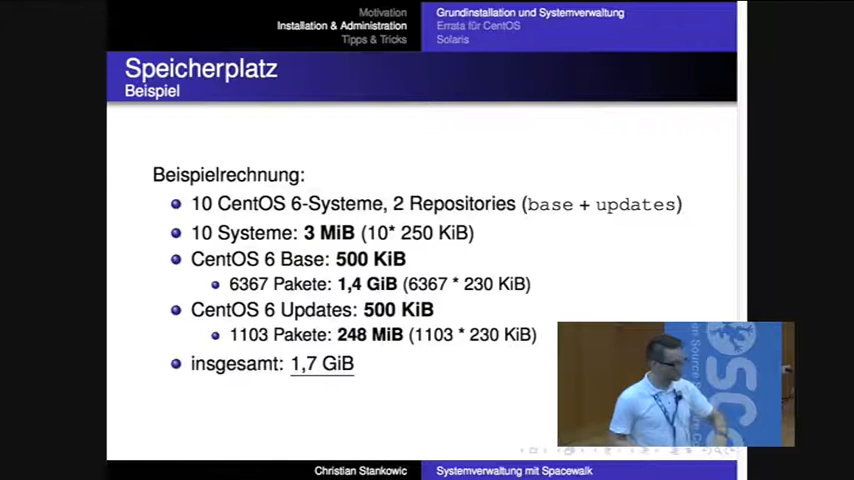 Motivation
Installation & Administration
Tipps & Tricks
Grundinstallation und Systemverwaltung
Errata für CentOS
Solaris
Speicherplatz
Beispiel
Beispielrechnung:
10 CentOS 6-Systeme, 2 Repositories (base + updates)
10 Systeme: 3 MiB (10* 250 KiB)
CentOS 6 Base: 500 KiB
6367 Pakete: 1,4 GiB (6367 * 230 KiB)
CentOS 6 Updates: 500 KiB
1103 Pakete: 248 MiB (1103 * 230 KiB)
insgesamt: 1,7 GiB
Christian Stankowic
Systemverwaltung mit Spacewalk